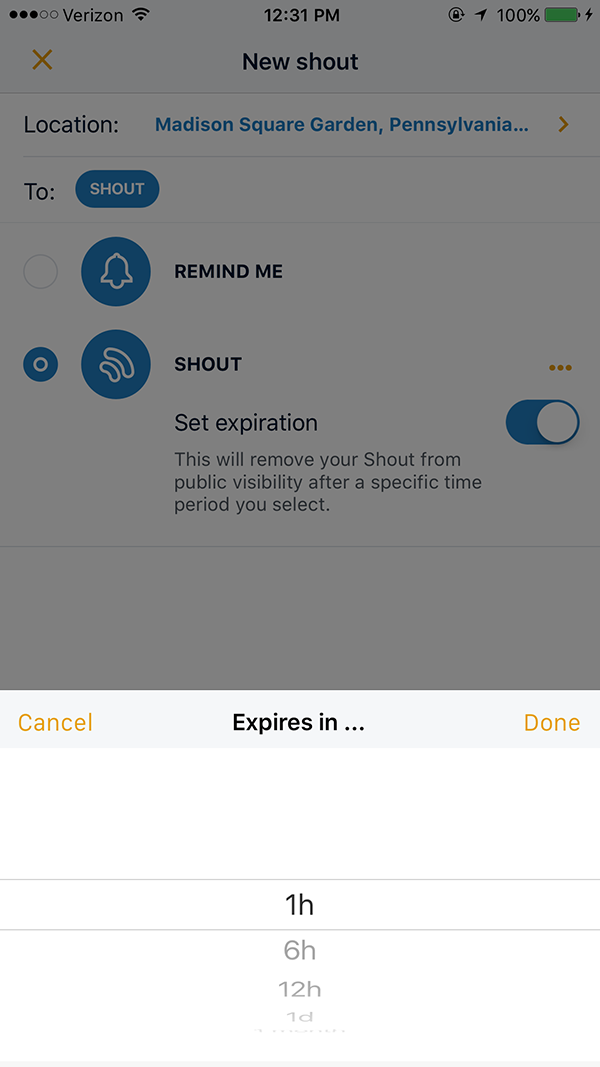 Verizon 12:31 PM 100%
New shout
Location: Madison Square Garden, Pennsylvania...
To: SHOUT
REMIND ME
SHOUT
Set expiration
This will remove your Shout from
public visibility after a specific time
period you select.
Cancel Expires in ... Done
1h
6h
12h
1d